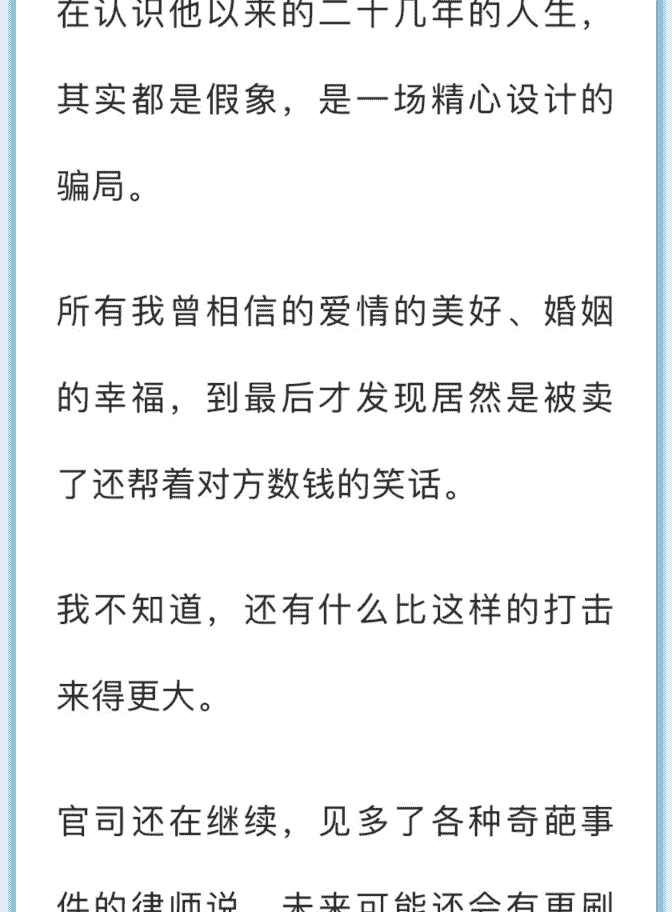 在认识他以来的二十几年的人生，
其实都是假象，是一场精心设计的
骗局。
所有我曾相信的爱情的美好、婚姻
的幸福，到最后才发现居然是被卖
了还帮着对方数钱的笑话。
我不知道，还有什么比这样的打击
来得更大。
官司还在继续，见多了各种奇葩事
件的律师说，未来可能还会有更刷